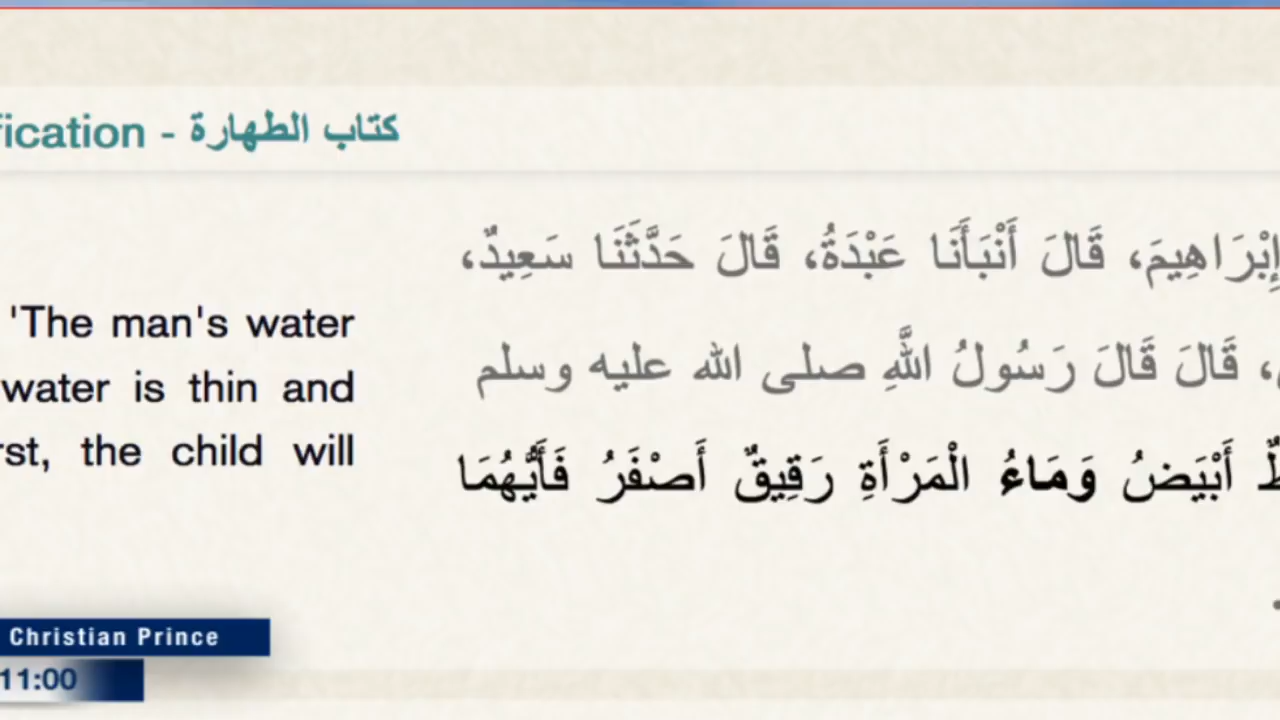 fication - كتاب الطهارة
إِبْرَاهِيمَ، قَالَ أَنْبَأَنَا عَبْدَةُ، قَالَ حَدَّثَنَا سَعِيدٌ،
'The man's water
، قَالَ قَالَ رَسُولُ اللَّهِ صلى الله عليه وسلم
water is thin and
rst, the child will
أَبْيَضُ وَمَاءُ الْمَرْأَةِ رَقِيقٌ أَصْفَرُ فَأَيُّهُمَا
Christian Prince
11:00